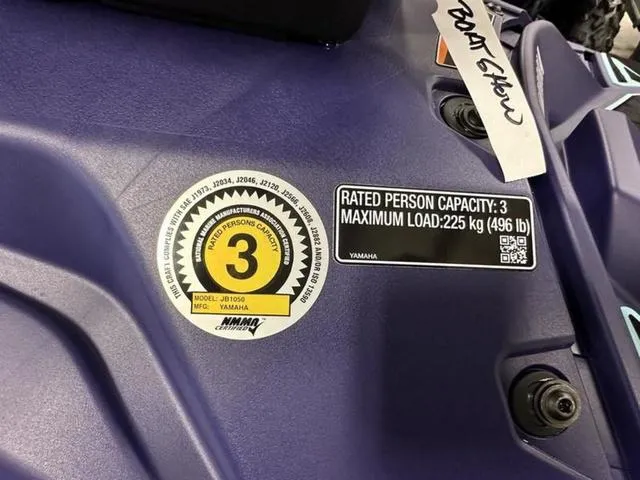 BOAT SHOW
THIS CRAFT COMPLIES WITH SAE J1973, J2034, J2046, J2120, J2566, J2608, J2882 AND/OR ISO 13590
NATIONAL MARINE MANUFACTURERS ASSOCIATION CERTIFIED
RATED PERSONS CAPACITY
3
MODEL: JB1050
MFG: YAMAHA
NMMA
CERTIFIED
RATED PERSON CAPACITY: 3
MAXIMUM LOAD:225 kg (496 lb)
YAMAHA